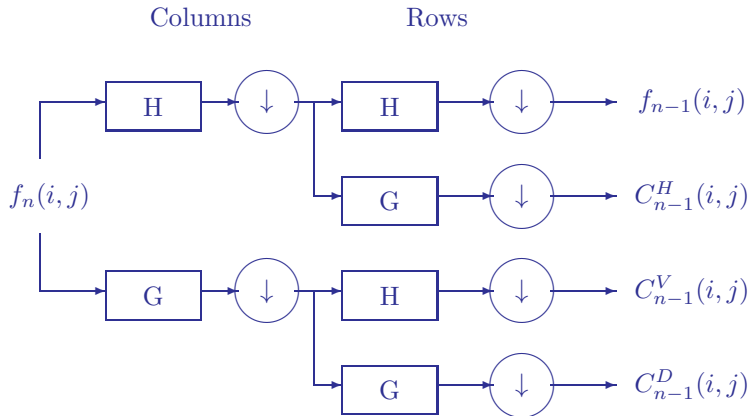 Columns Rows
H ↓ H ↓ f_{n−1}(i, j)
G ↓ C^H_{n−1}(i, j)
f_n(i, j)
G ↓ H ↓ C^V_{n−1}(i, j)
G ↓ C^D_{n−1}(i, j)